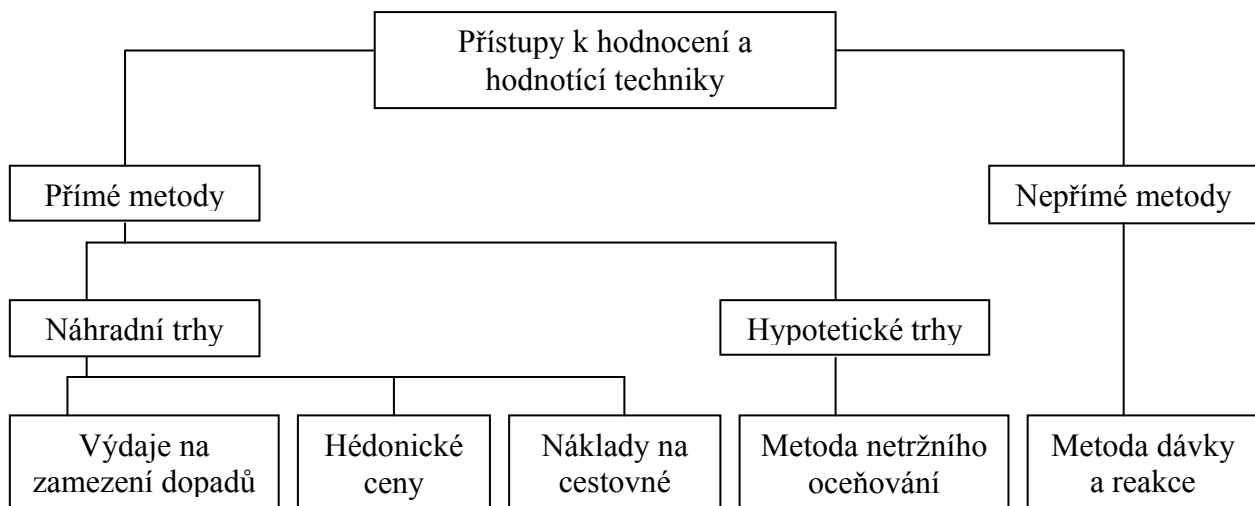 Přístupy k hodnocení a
hodnotící techniky
Přímé metody
Nepřímé metody
Náhradní trhy
Hypotetické trhy
Výdaje na
zamezení dopadů
Hédonické
ceny
Náklady na
cestovné
Metoda netržního
oceňování
Metoda dávky
a reakce